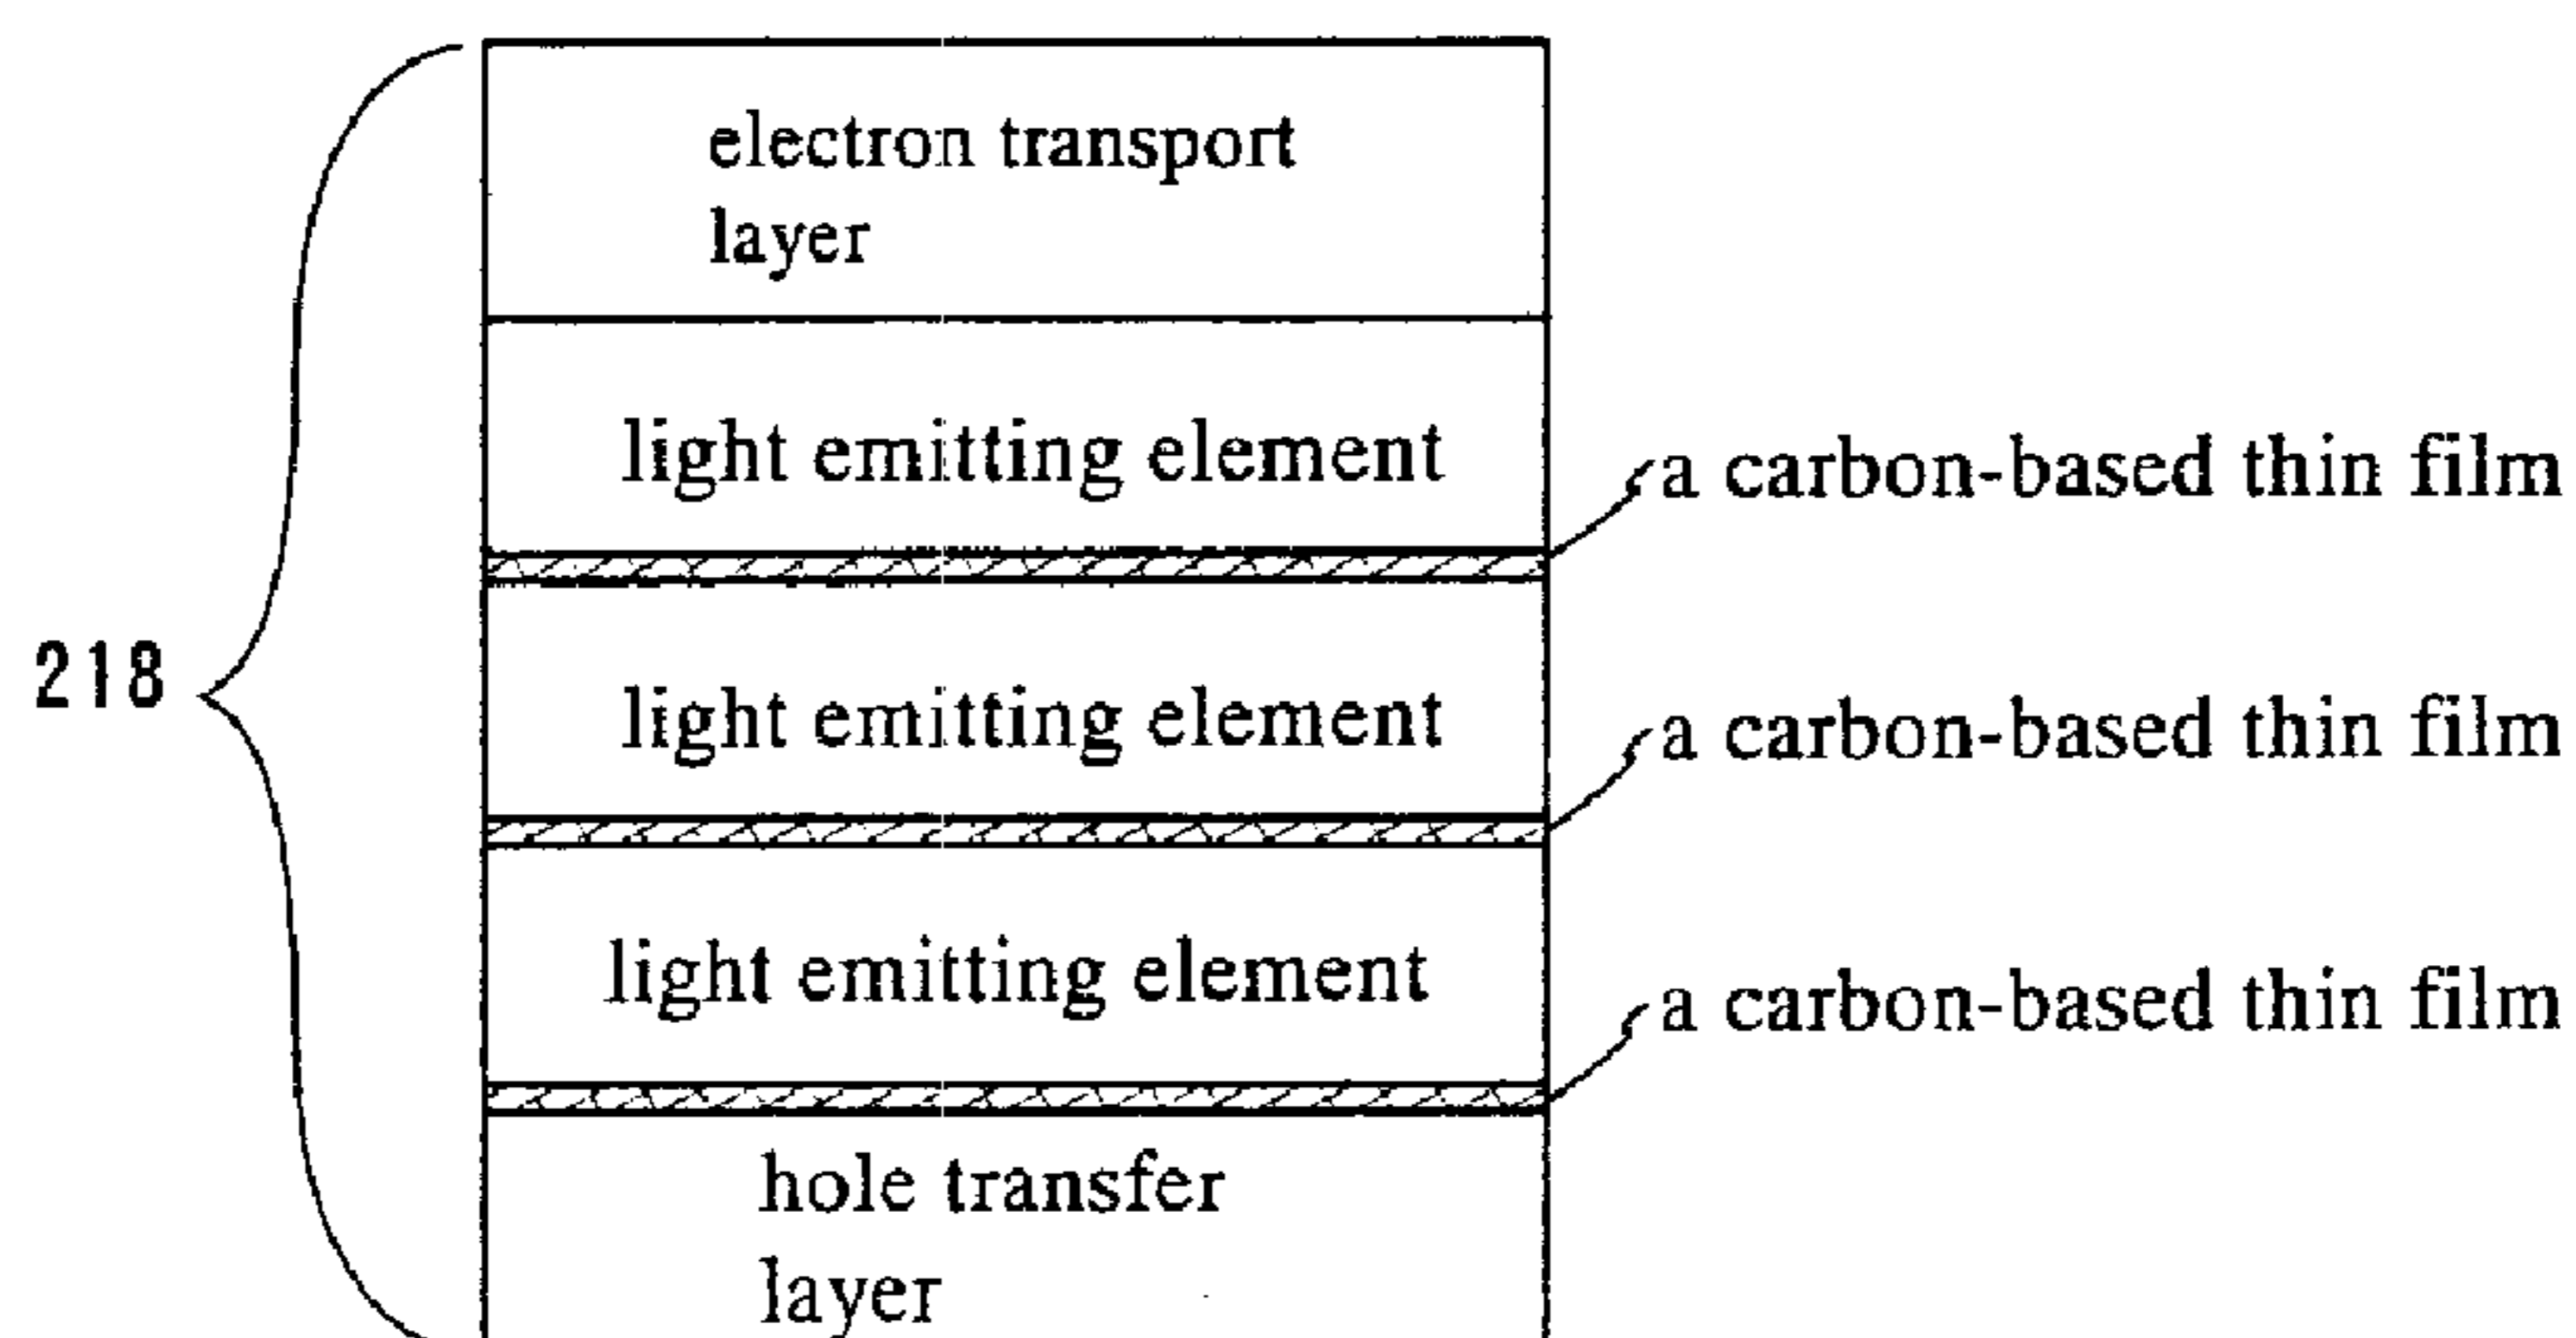 electron transport
layer
light emitting element
a carbon-based thin film
218
light emitting element
a carbon-based thin film
light emitting element
a carbon-based thin film
hole transfer
layer